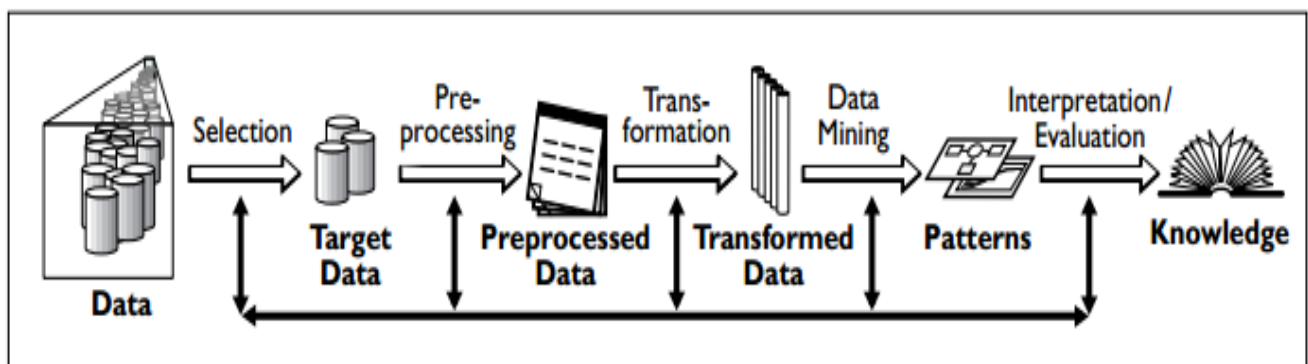 Selection
Pre-
processing
Trans-
formation
Data
Mining
Interpretation/
Evaluation
Data
Target
Data
Preprocessed
Data
Transformed
Data
Patterns
Knowledge